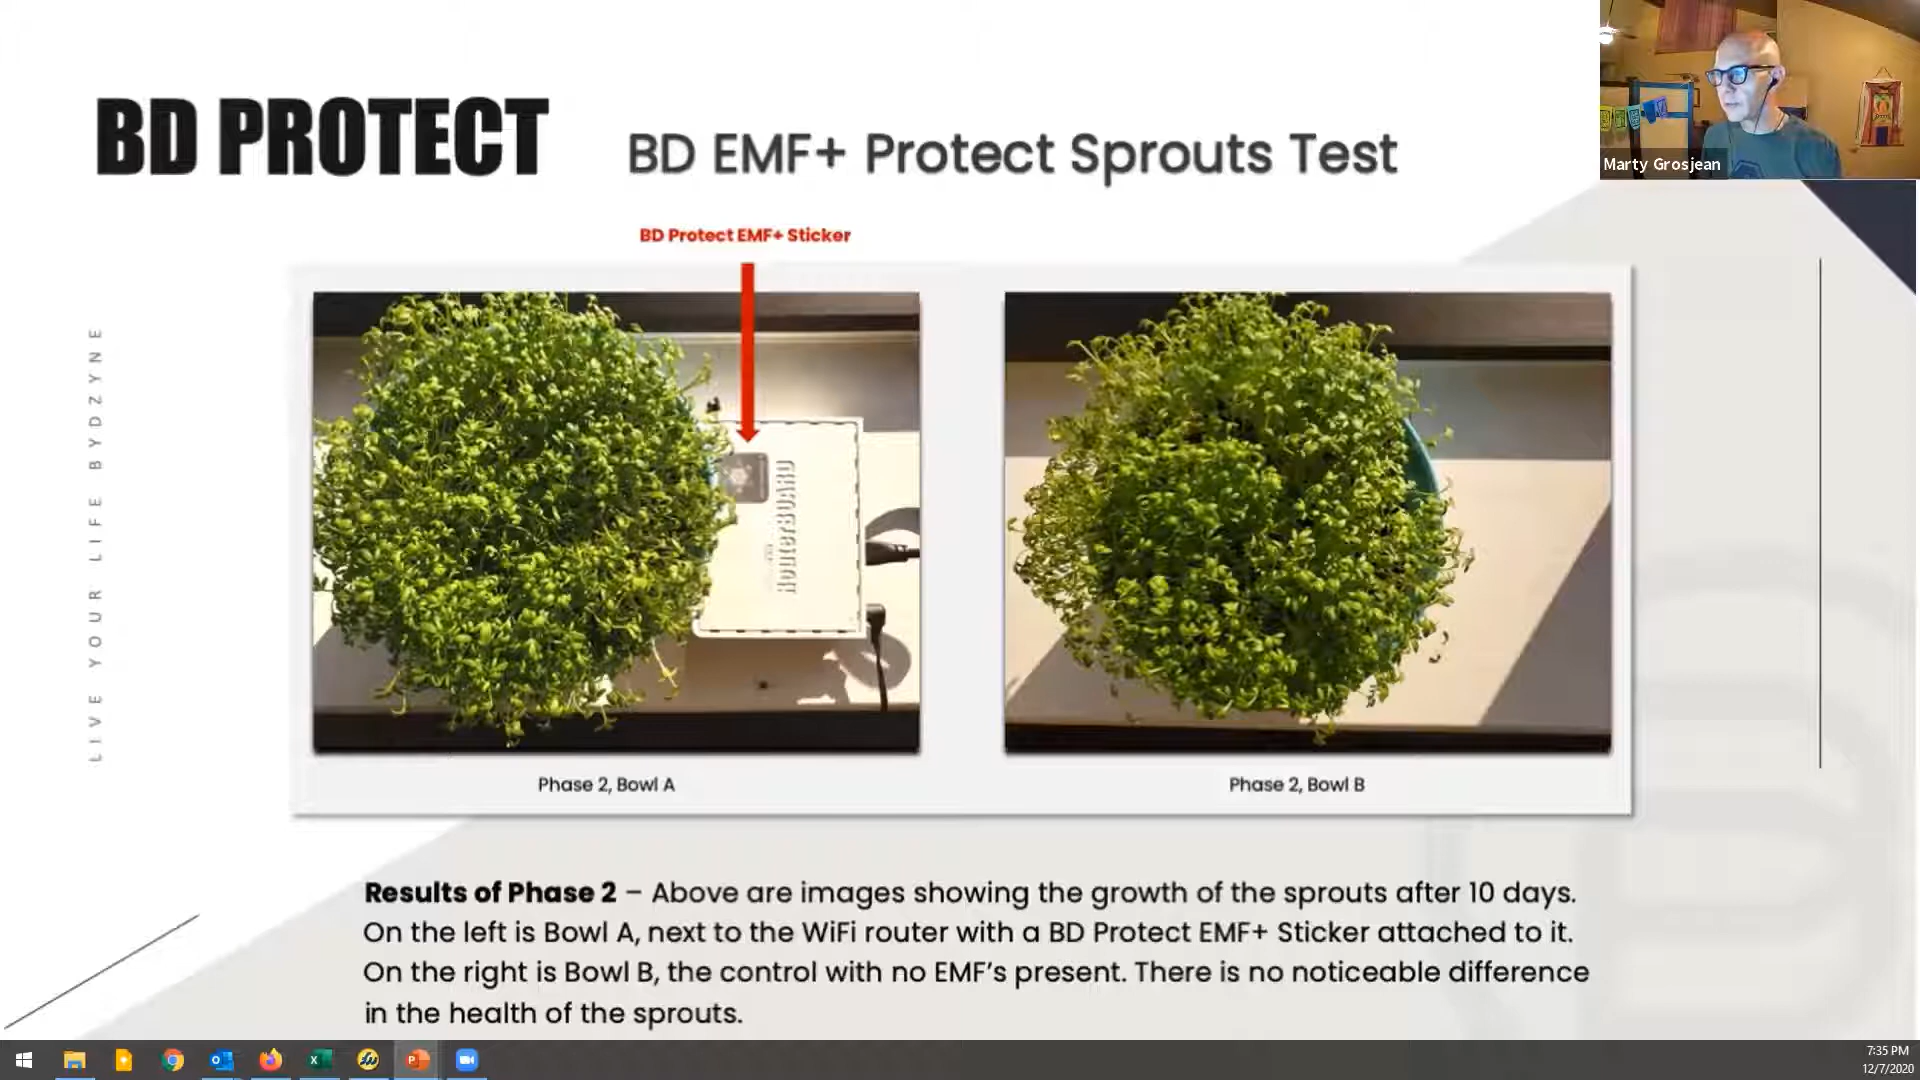 BD PROTECT
BD EMF+ Protect Sprouts Test
Marty Grosjean
BD Protect EMF+ Sticker
LIVE YOUR LIFE BYDZYNE
ROUTERBOARD
Phase 2, Bowl A
Phase 2, Bowl B
Results of Phase 2 – Above are images showing the growth of the sprouts after 10 days.
On the left is Bowl A, next to the WiFi router with a BD Protect EMF+ Sticker attached to it.
On the right is Bowl B, the control with no EMF's present. There is no noticeable difference
in the health of the sprouts.
7:35 PM
12/7/2020